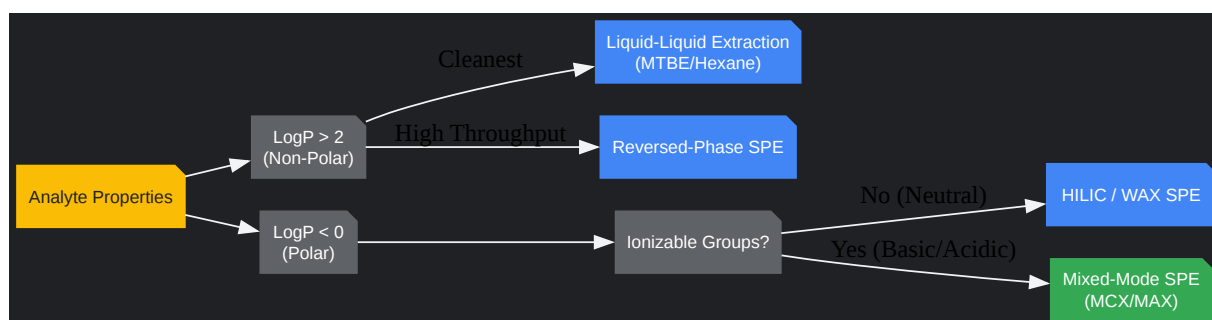 Analyte Properties
LogP > 2
(Non-Polar)
LogP < 0
(Polar)
Cleanest
High Throughput
Liquid-Liquid Extraction
(MTBE/Hexane)
Reversed-Phase SPE
Ionizable Groups?
No (Neutral)
Yes (Basic/Acidic)
HILIC / WAX SPE
Mixed-Mode SPE
(MCX/MAX)